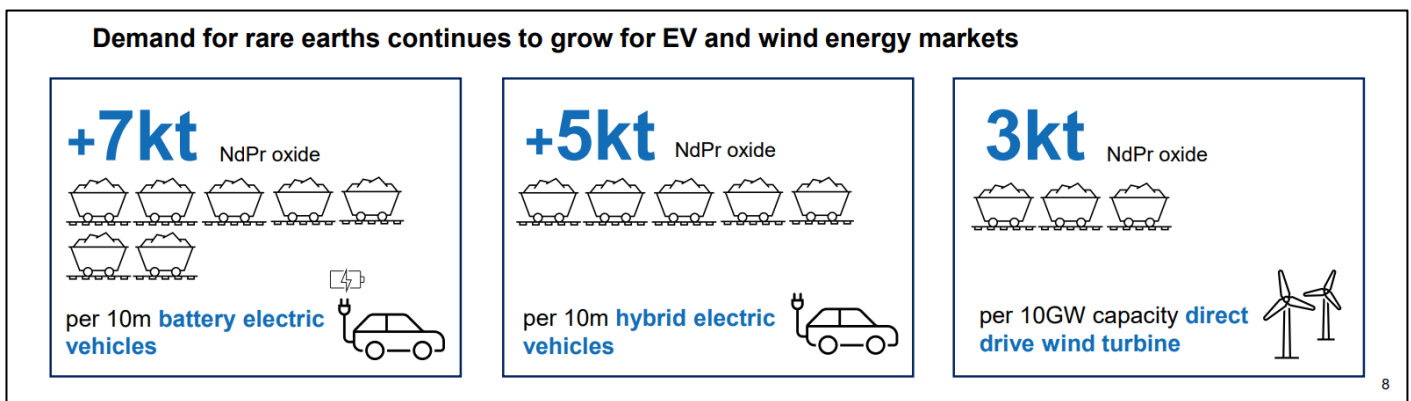 Demand for rare earths continues to grow for EV and wind energy markets
+7kt NdPr oxide
per 10m battery electric
vehicles
+5kt NdPr oxide
per 10m hybrid electric
vehicles
3kt NdPr oxide
per 10GW capacity direct
drive wind turbine
8